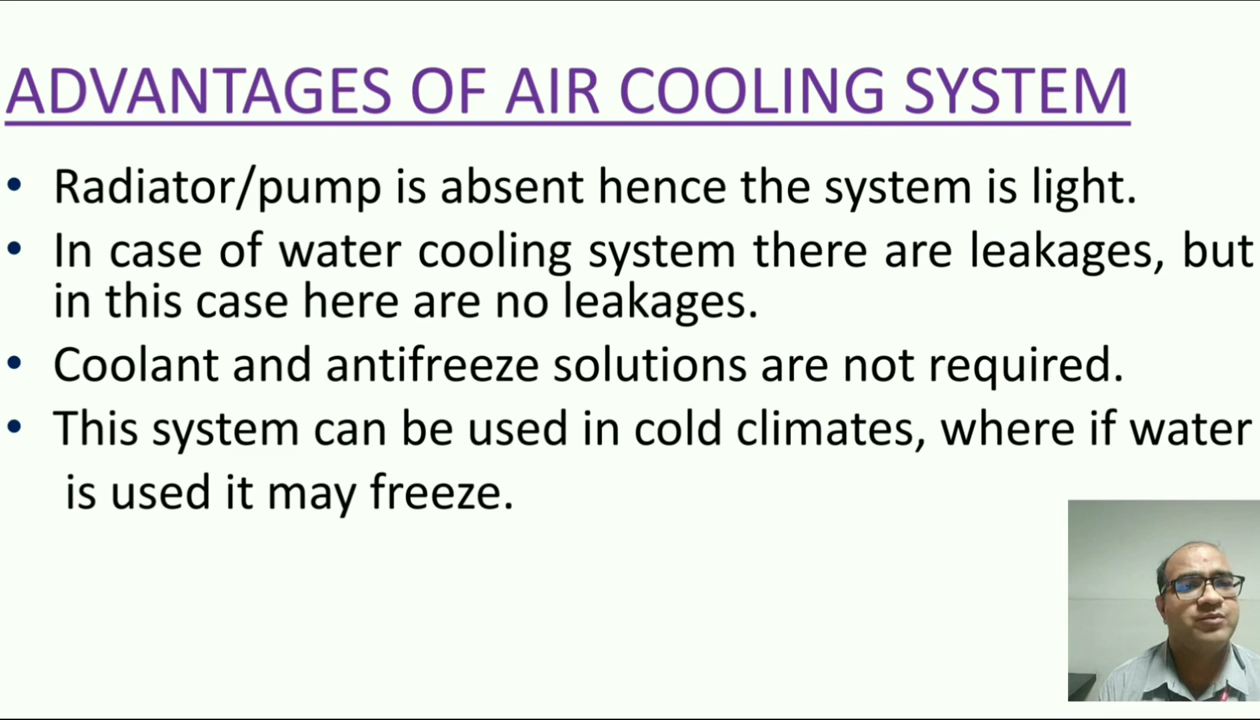 ADVANTAGES OF AIR COOLING SYSTEM
• Radiator/pump is absent hence the system is light.
• In case of water cooling system there are leakages, but
in this case here are no leakages.
• Coolant and antifreeze solutions are not required.
• This system can be used in cold climates, where if water
is used it may freeze.